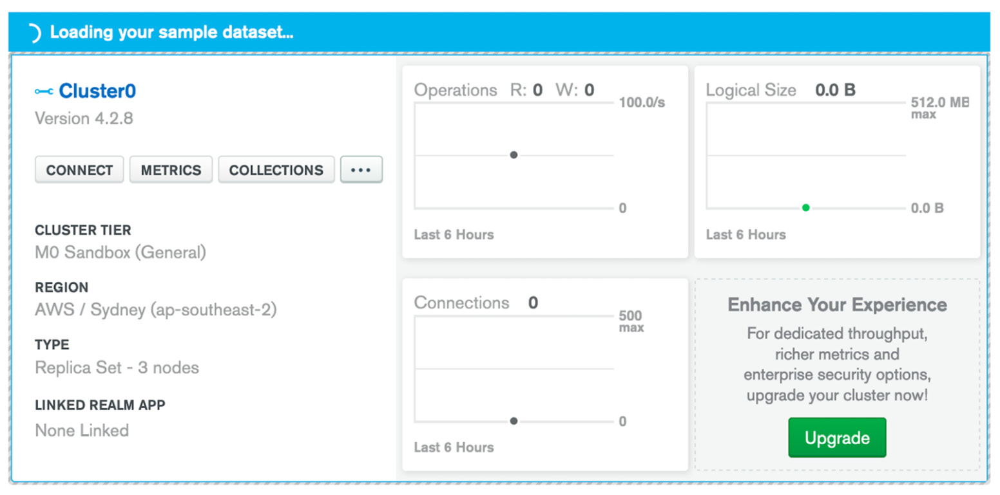 Loading your sample dataset...
Cluster0
Version 4.2.8
CONNECT METRICS COLLECTIONS •••
CLUSTER TIER
M0 Sandbox (General)
REGION
AWS / Sydney (ap-southeast-2)
TYPE
Replica Set - 3 nodes
LINKED REALM APP
None Linked
Operations R: 0 W: 0
100.0/s
0
Last 6 Hours
Logical Size 0.0 B
512.0 MB
max
0.0 B
Last 6 Hours
Connections 0
500
max
0
Last 6 Hours
Enhance Your Experience
For dedicated throughput,
richer metrics and
enterprise security options,
upgrade your cluster now!
Upgrade